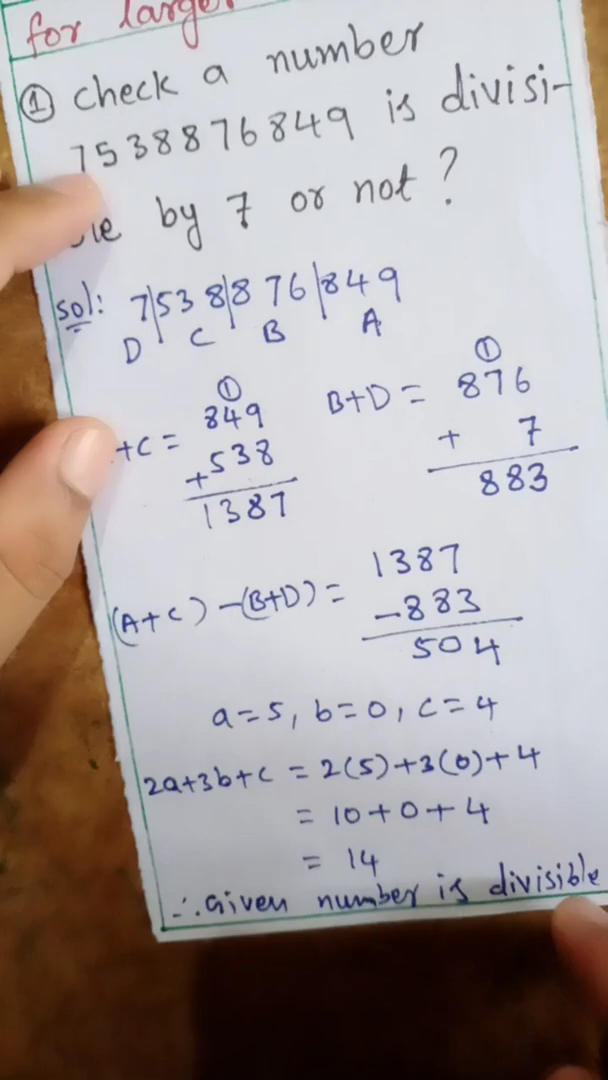 for larger
① check a number
7538876849 is divisi-
le by 7 or not ?
sol: 7|538|876|849
D C B A
+C = 849 + 538 = 1387
B+D = 876 + 7 = 883
①
①
(A+C) -(B+D) = 1387 - 883 = 504
a=5, b=0, c=4
2a+3b+c = 2(5)+3(0)+4
= 10+0+4
= 14
∴ Given number is divisible